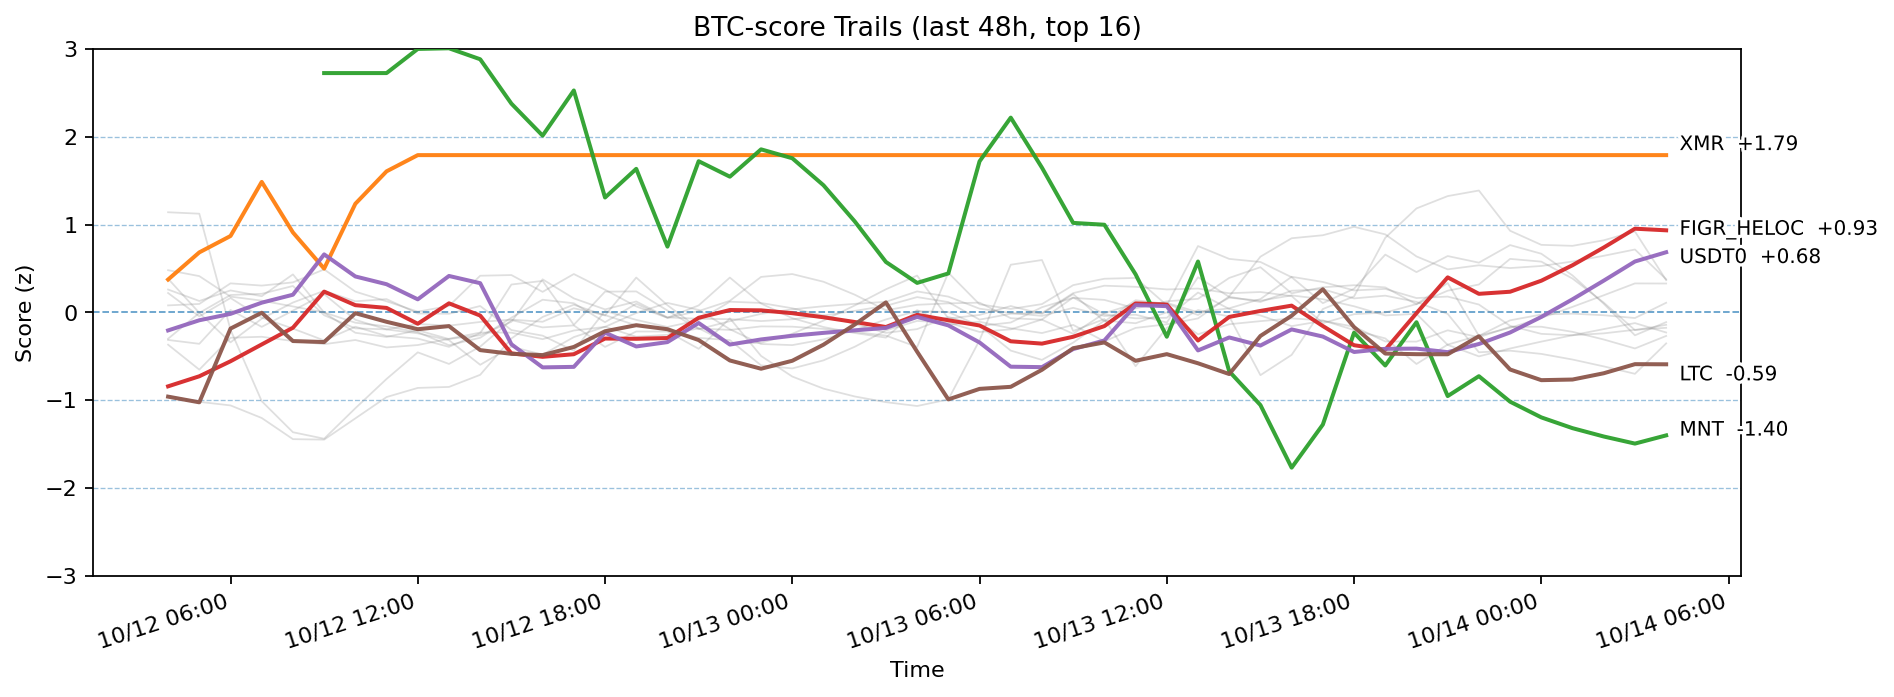 BTC-score Trails (last 48h, top 16)
Score (z)
3
2
1
0
−1
−2
−3
XMR +1.79
FIGR_HELOC +0.93
USDT0 +0.68
LTC -0.59
MNT -1.40
10/12 06:00
10/12 12:00
10/12 18:00
10/13 00:00
10/13 06:00
10/13 12:00
10/13 18:00
10/14 00:00
10/14 06:00
Time